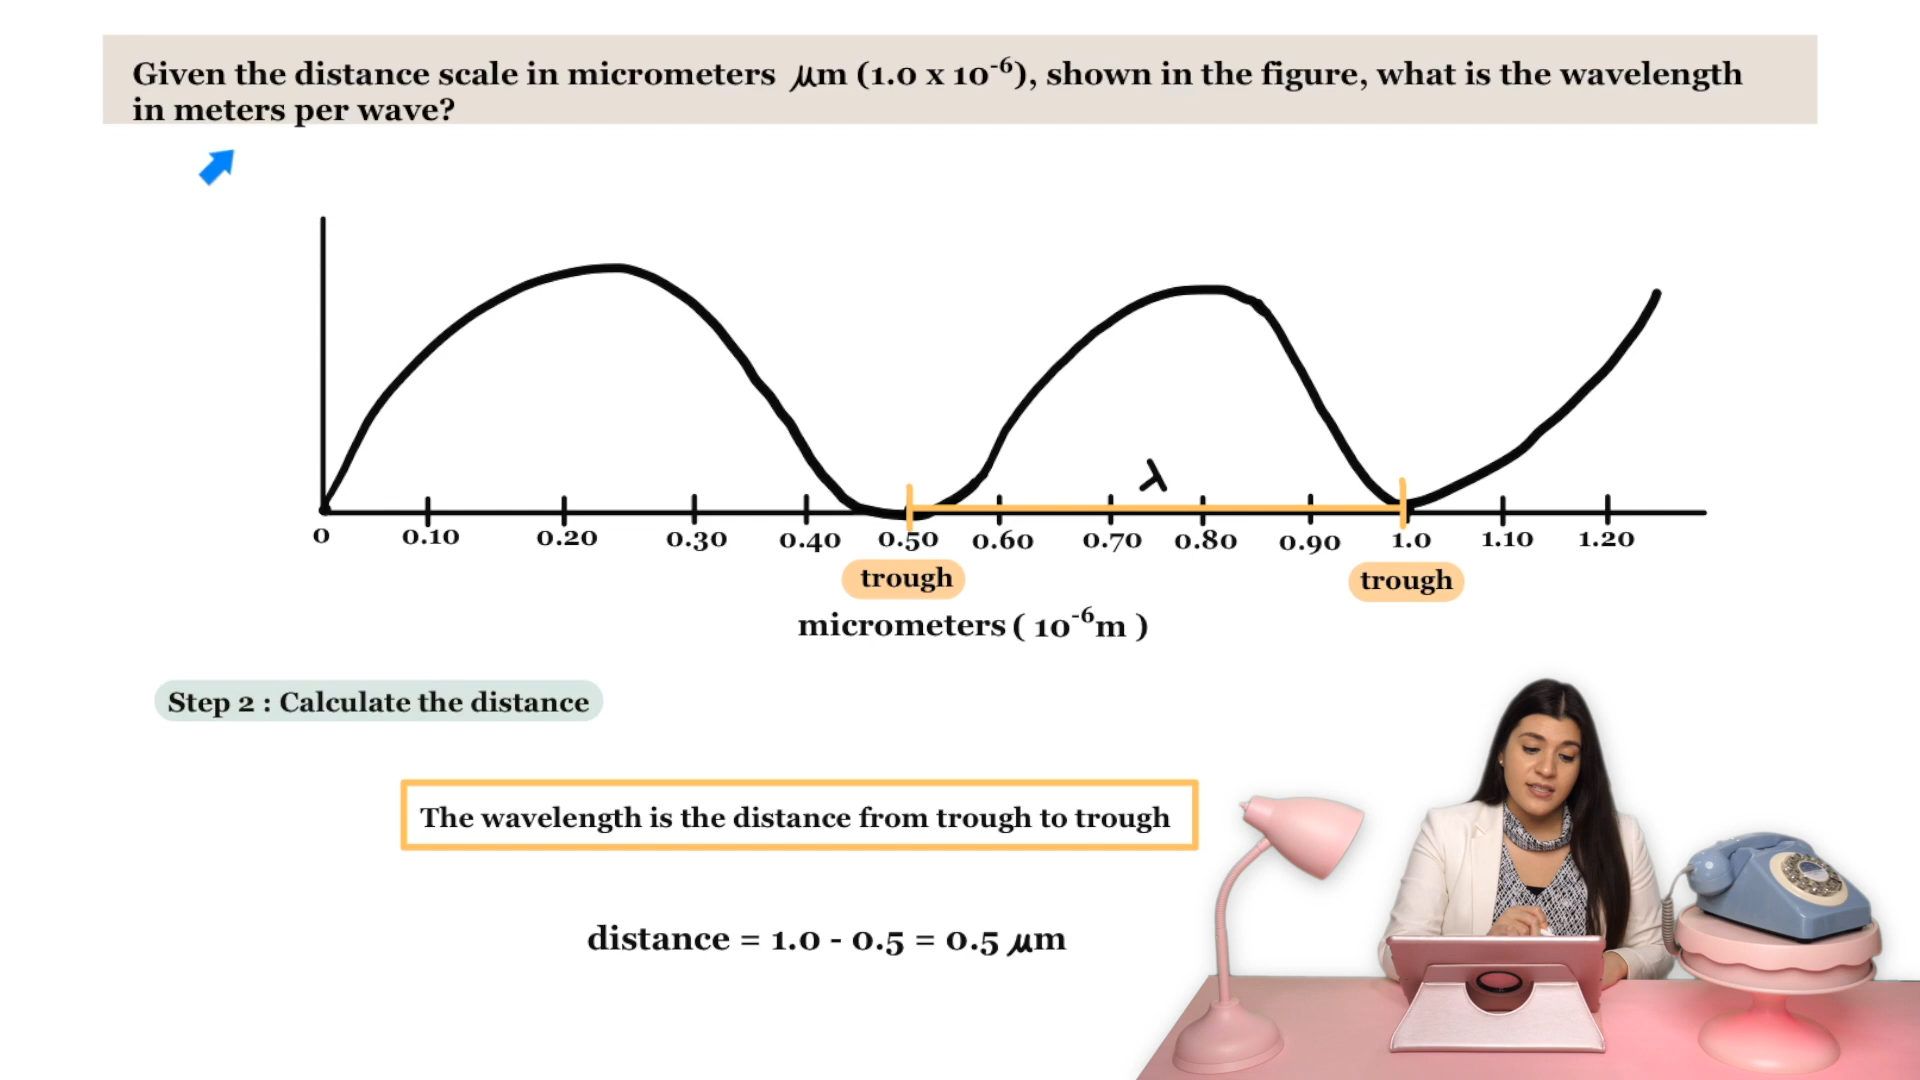 Given the distance scale in micrometers μm (1.0 x 10⁻⁶), shown in the figure, what is the wavelength
in meters per wave?
λ
0 0.10 0.20 0.30 0.40 0.50 0.60 0.70 0.80 0.90 1.0 1.10 1.20
trough trough
micrometers ( 10⁻⁶m )
Step 2 : Calculate the distance
The wavelength is the distance from trough to trough
distance = 1.0 - 0.5 = 0.5 μm